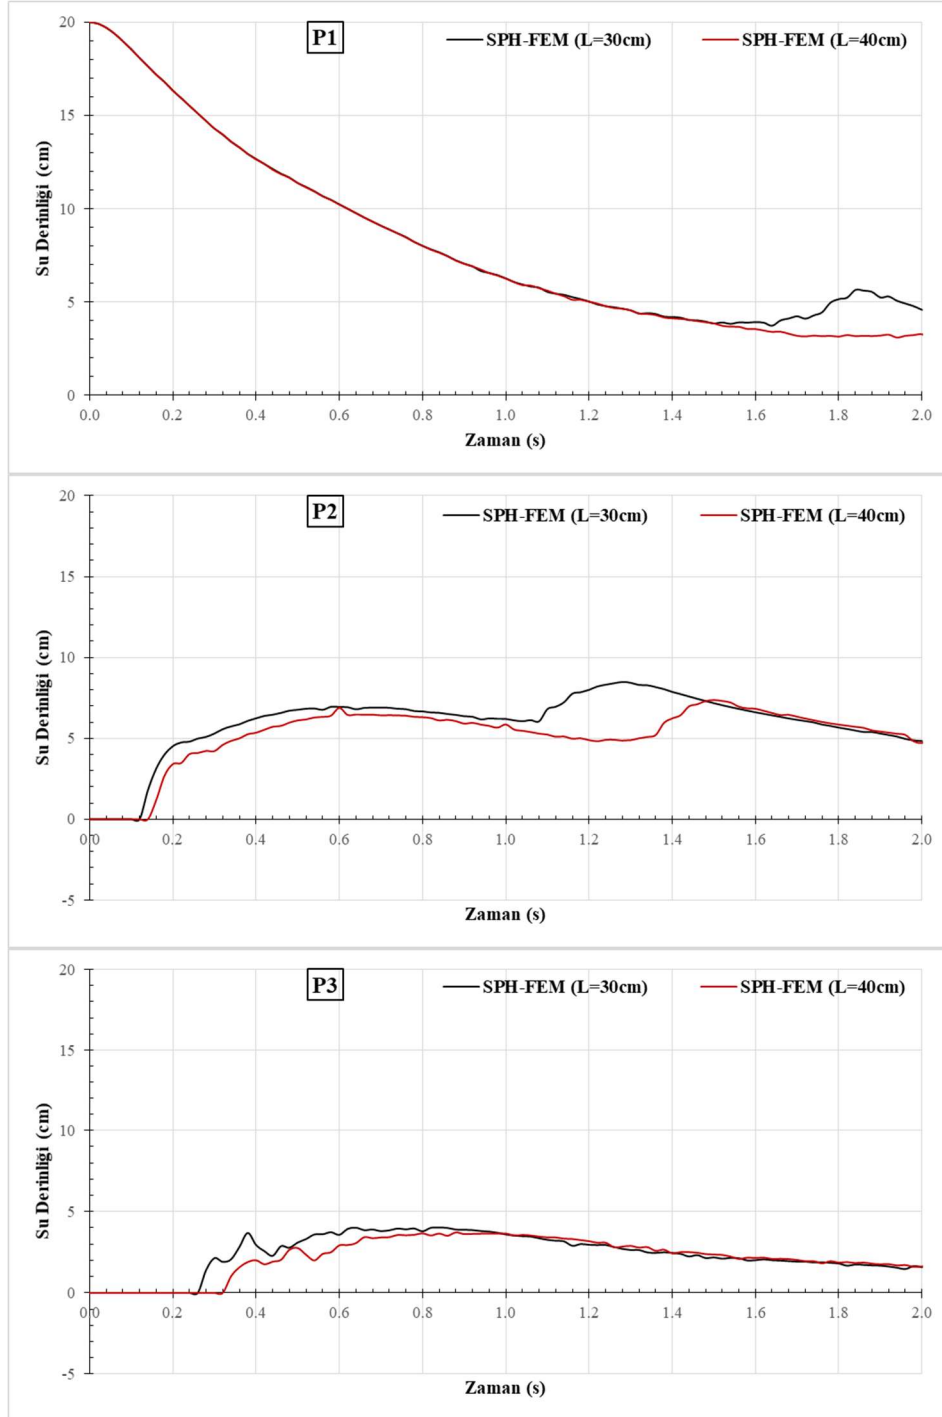 20
P1
SPH-FEM (L=30cm)
SPH-FEM (L=40cm)
15
Su Derinliği (cm)
10
5
0
0.0 0.2 0.4 0.6 0.8 1.0 1.2 1.4 1.6 1.8 2.0
Zaman (s)
20
P2
SPH-FEM (L=30cm)
SPH-FEM (L=40cm)
15
Su Derinliği (cm)
10
5
0
0.0 0.2 0.4 0.6 0.8 1.0 1.2 1.4 1.6 1.8 2.0
-5
Zaman (s)
20
P3
SPH-FEM (L=30cm)
SPH-FEM (L=40cm)
15
Su Derinliği (cm)
10
5
0
0.0 0.2 0.4 0.6 0.8 1.0 1.2 1.4 1.6 1.8 2.0
-5
Zaman (s)